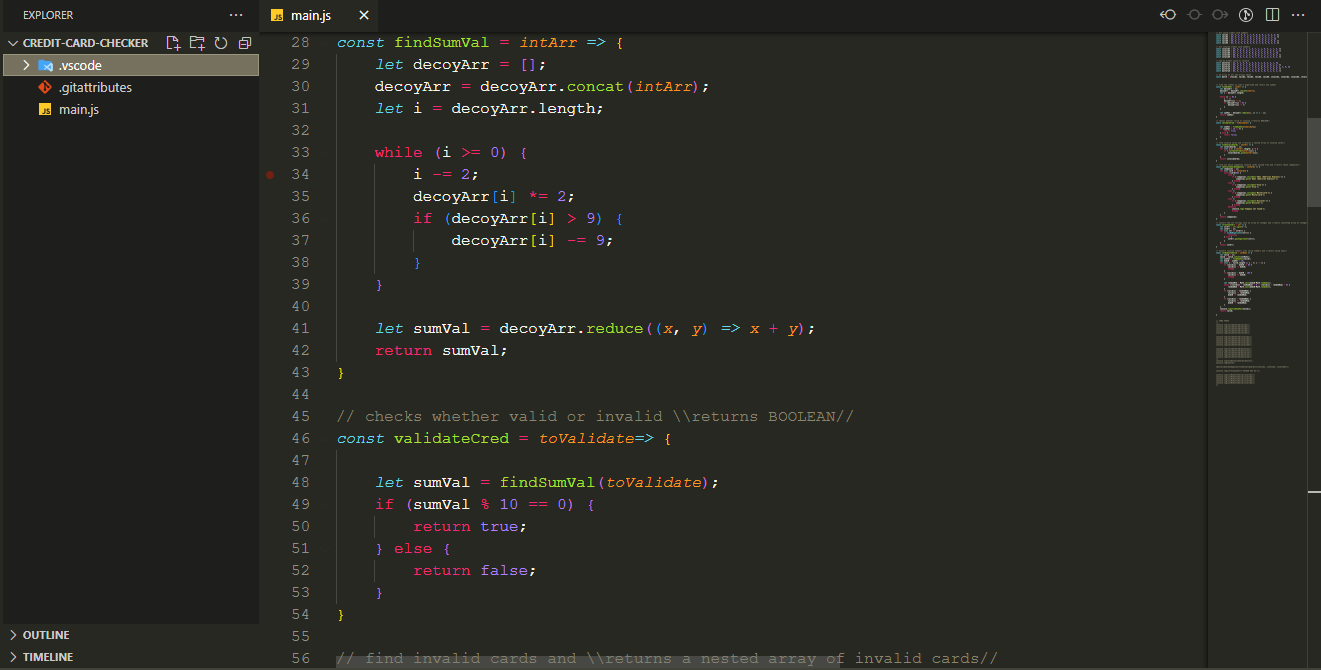 EXPLORER
main.js
CREDIT-CARD-CHECKER
.vscode
.gitattributes
JS main.js
OUTLINE
TIMELINE
28 const findSumVal = intArr => {
29 let decoyArr = [];
30 decoyArr = decoyArr.concat(intArr);
31 let i = decoyArr.length;
32
33 while (i >= 0) {
34 i -= 2;
35 decoyArr[i] *= 2;
36 if (decoyArr[i] > 9) {
37 decoyArr[i] -= 9;
38 }
39 }
40
41 let sumVal = decoyArr.reduce((x, y) => x + y);
42 return sumVal;
43 }
44
45 // checks whether valid or invalid \\returns BOOLEAN//
46 const validateCred = toValidate=> {
47
48 let sumVal = findSumVal(toValidate);
49 if (sumVal % 10 == 0) {
50 return true;
51 } else {
52 return false;
53 }
54 }
55
56 // find invalid cards and \\returns a nested array of invalid cards//